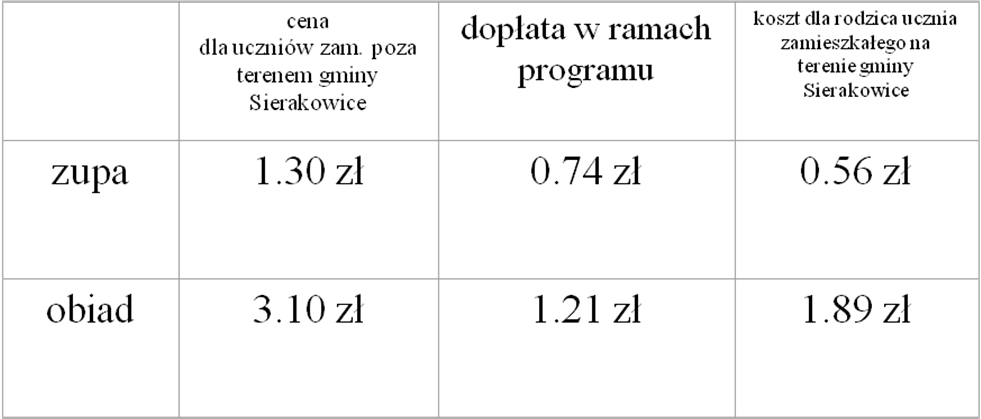 cena
dla uczniów zam. poza
terenem gminy
Sierakowice
dopłata w ramach
programu
koszt dla rodzica ucznia
zamieszkałego na
terenie gminy
Sierakowice
zupa
1.30 zł
0.74 zł
0.56 zł
obiad
3.10 zł
1.21 zł
1.89 zł